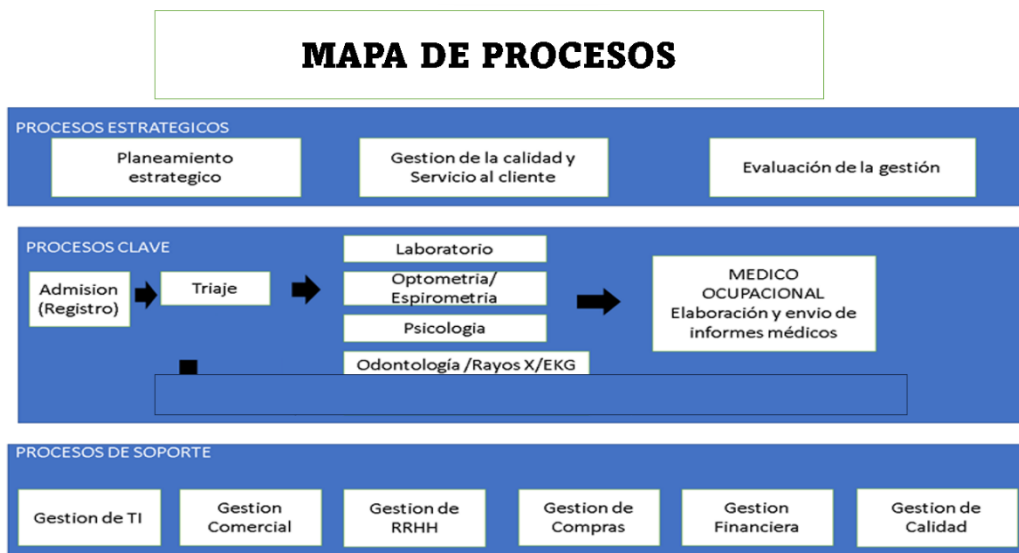 MAPA DE PROCESOS
PROCESOS ESTRATEGICOS
Planeamiento
estrategico
Gestion de la calidad y
Servicio al cliente
Evaluación de la gestión
PROCESOS CLAVE
Admision
(Registro)
Triaje
Laboratorio
Optometria/
Espirometria
Psicologia
Odontología /Rayos X/EKG
MEDICO
OCUPACIONAL
Elaboración y envio de
informes médicos
PROCESOS DE SOPORTE
Gestion de TI
Gestion
Comercial
Gestion de
RRHH
Gestion de
Compras
Gestion
Financiera
Gestion de
Calidad